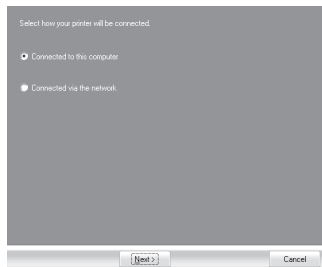 Select how your printer will be connected.
Connected to this computer
Connected via the network
Next >
Cancel